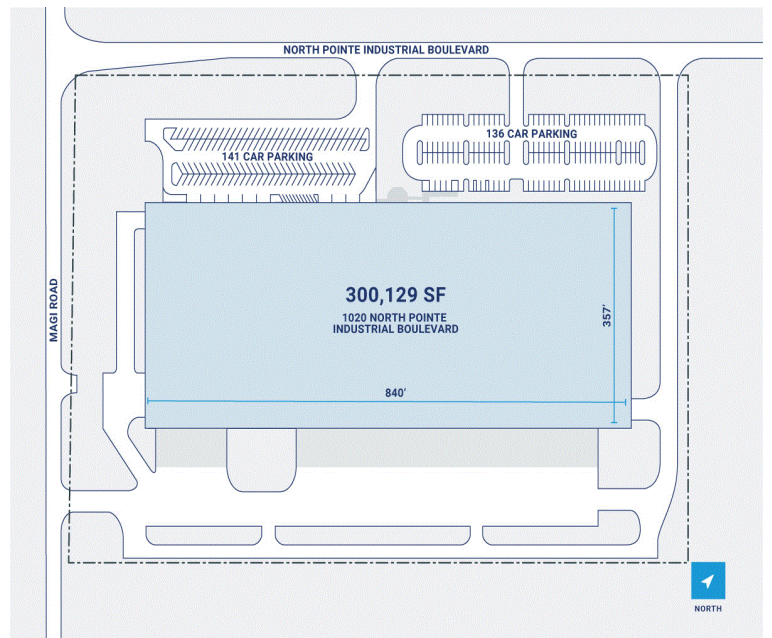 NORTH POINTE INDUSTRIAL BOULEVARD
136 CAR PARKING
141 CAR PARKING
MAGI ROAD
300,129 SF
1020 NORTH POINTE
INDUSTRIAL BOULEVARD
357'
840'
NORTH